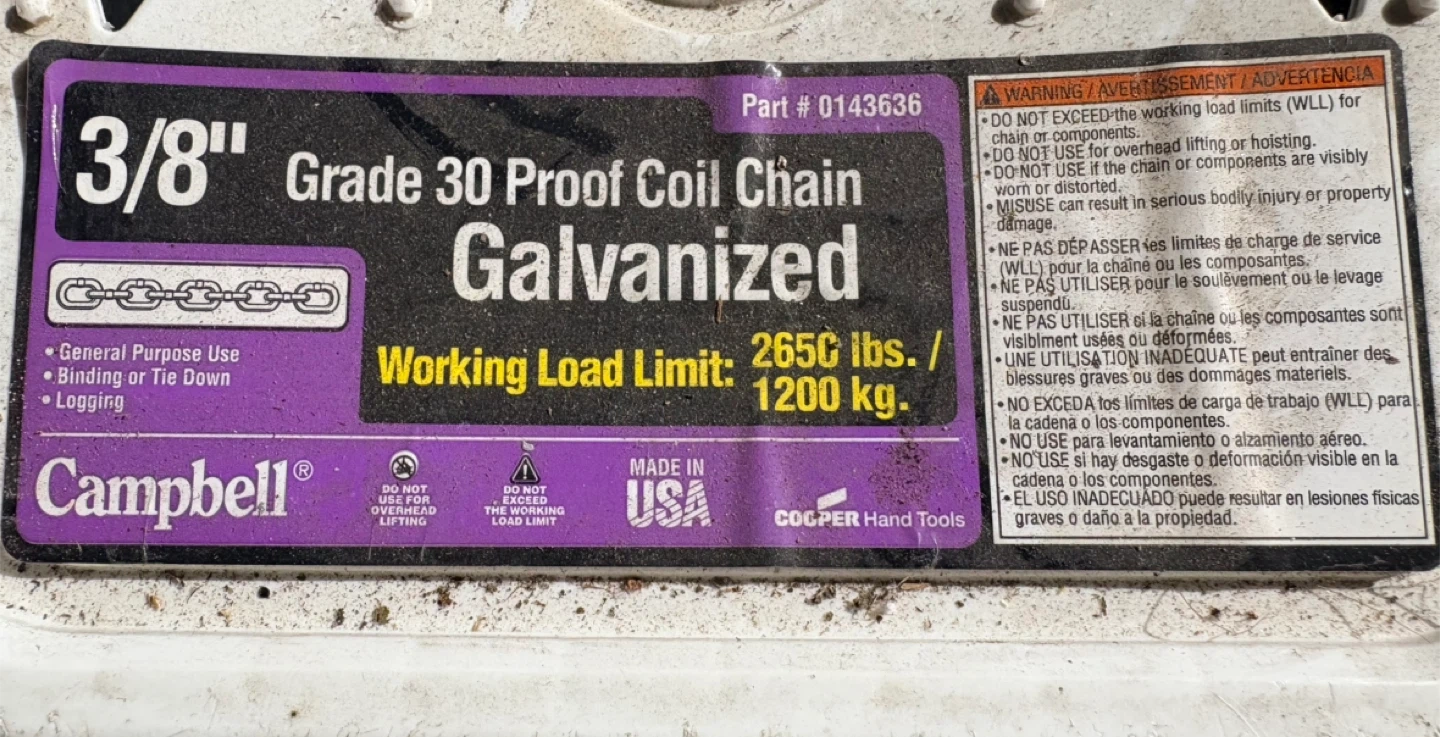 Part # 0143636
3/8"
Grade 30 Proof Coil Chain
Galvanized
Working Load Limit: 2650 lbs. /
1200 kg.
• General Purpose Use
• Binding or Tie Down
• Logging
Campbell®
DO NOT
USE FOR
OVERHEAD
LIFTING
DO NOT
EXCEED
THE WORKING
LOAD LIMIT
MADE IN
USA
COOPER Hand Tools
WARNING / AVERTISSEMENT / ADVERTENCIA
• DO NOT EXCEED the working load limits (WLL) for
chain or components.
• DO NOT USE for overhead lifting or hoisting.
• DO NOT USE if the chain or components are visibly
worn or distorted.
• MISUSE can result in serious bodily injury or property
damage.
• NE PAS DÉPASSER les limites de charge de service
(WLL) pour la chaîne ou les composantes.
• NE PAS UTILISER pour le soulèvement ou le levage
suspendu.
• NE PAS UTILISER ci la chaîne ou les composantes sont
visiblment usées ou déformées.
• UNE UTILISATION INADÉQUATE peut entraîner des
blessures graves ou des dommages materiels.
• NO EXCEDA los límites de carga de trabajo (WLL) para
la cadena o los componentes.
• NO USE para levantamiento o alzamiento aéreo.
• NO USE si hay desgaste o deformación visible en la
cadena o los componentes.
• EL USO INADECUADO puede resultar en lesiones físicas
graves o daño a la propiedad.